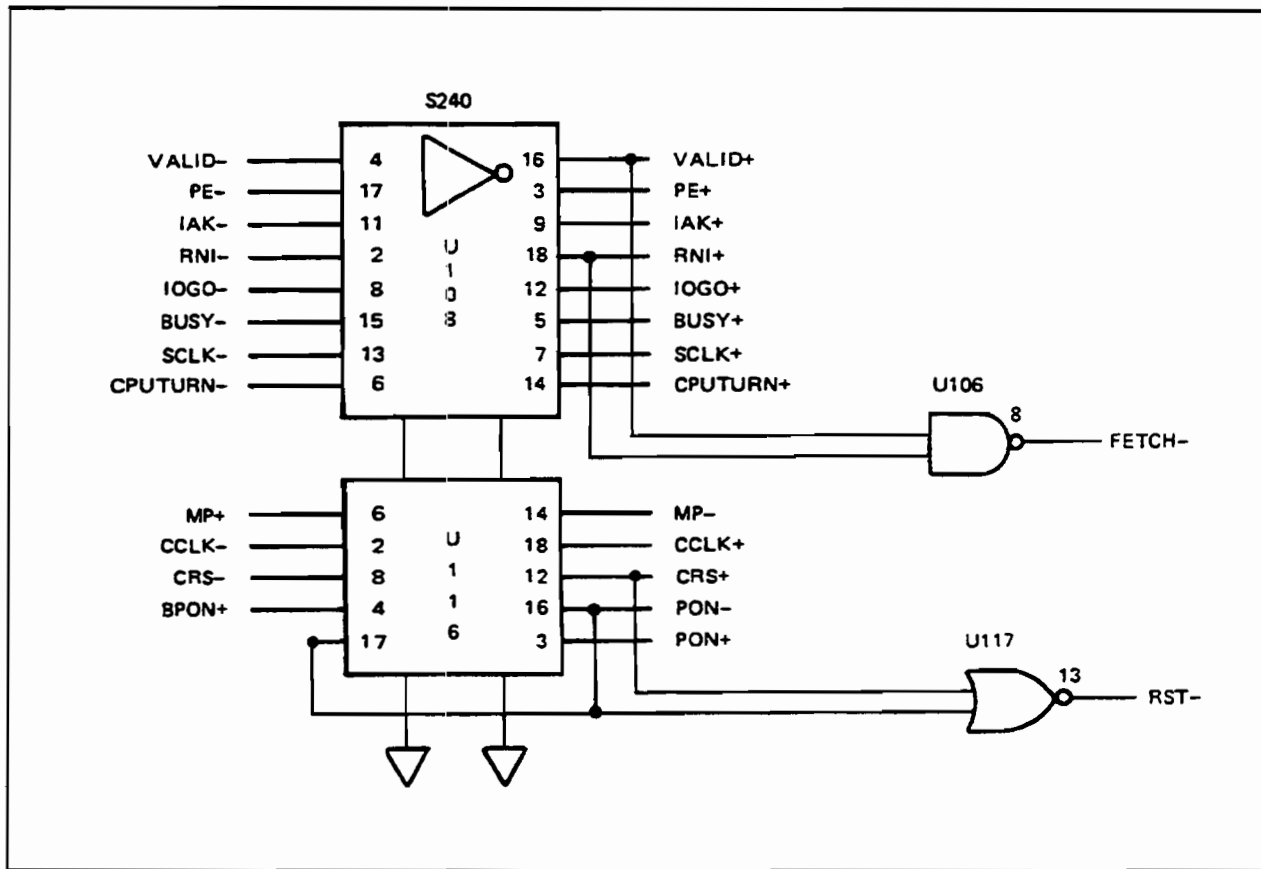 S240
VALID– 4 16 VALID+
PE– 17 3 PE+
IAK– 11 9 IAK+
RNI– 2 U 18 RNI+
IOGO– 8 1 0 12 IOGO+
BUSY– 15 8 5 BUSY+
SCLK– 13 7 SCLK+
CPUTURN– 6 14 CPUTURN+
U106
8
FETCH–
MP+ 6 14 MP–
CCLK– 2 U 18 CCLK+
CRS– 8 1 12 CRS+
BPON+ 4 1 16 PON–
17 6 3 PON+
U117
13
RST–